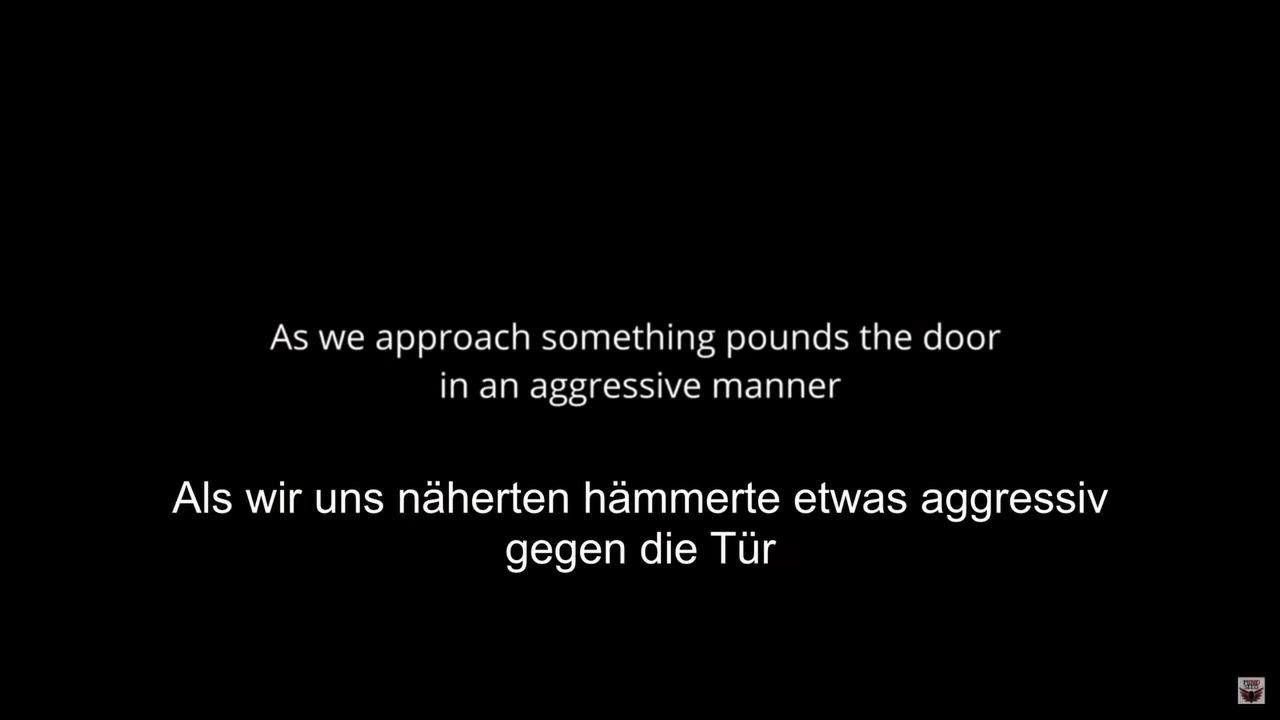 As we approach something pounds the door
in an aggressive manner
Als wir uns näherten hämmerte etwas aggressiv
gegen die Tür